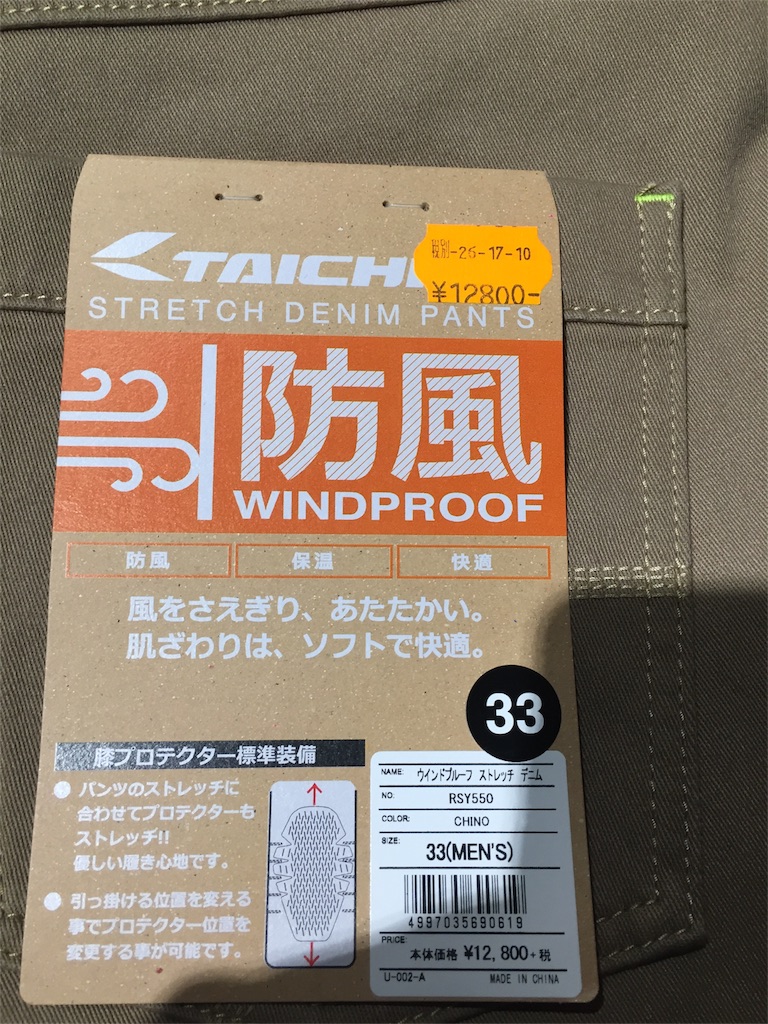 TAICHI
税別-26-17-10
¥12800-
STRETCH DENIM PANTS
防風
WINDPROOF
防風
保温
快適
風をさえぎり、あたたかい。
肌ざわりは、ソフトで快適。
33
膝プロテクター標準装備
パンツのストレッチに
合わせてプロテクターも
ストレッチ!!
優しい履き心地です。
引っ掛ける位置を変える
事でプロテクター位置を
変更する事が可能です。
NAME: ウインドプルーフ ストレッチ デニム
NO: RSY550
COLOR: CHINO
SIZE:
33(MEN'S)
4997035690619
PRICE
本体価格 ¥12,800+税
U-002-A MADE IN CHINA